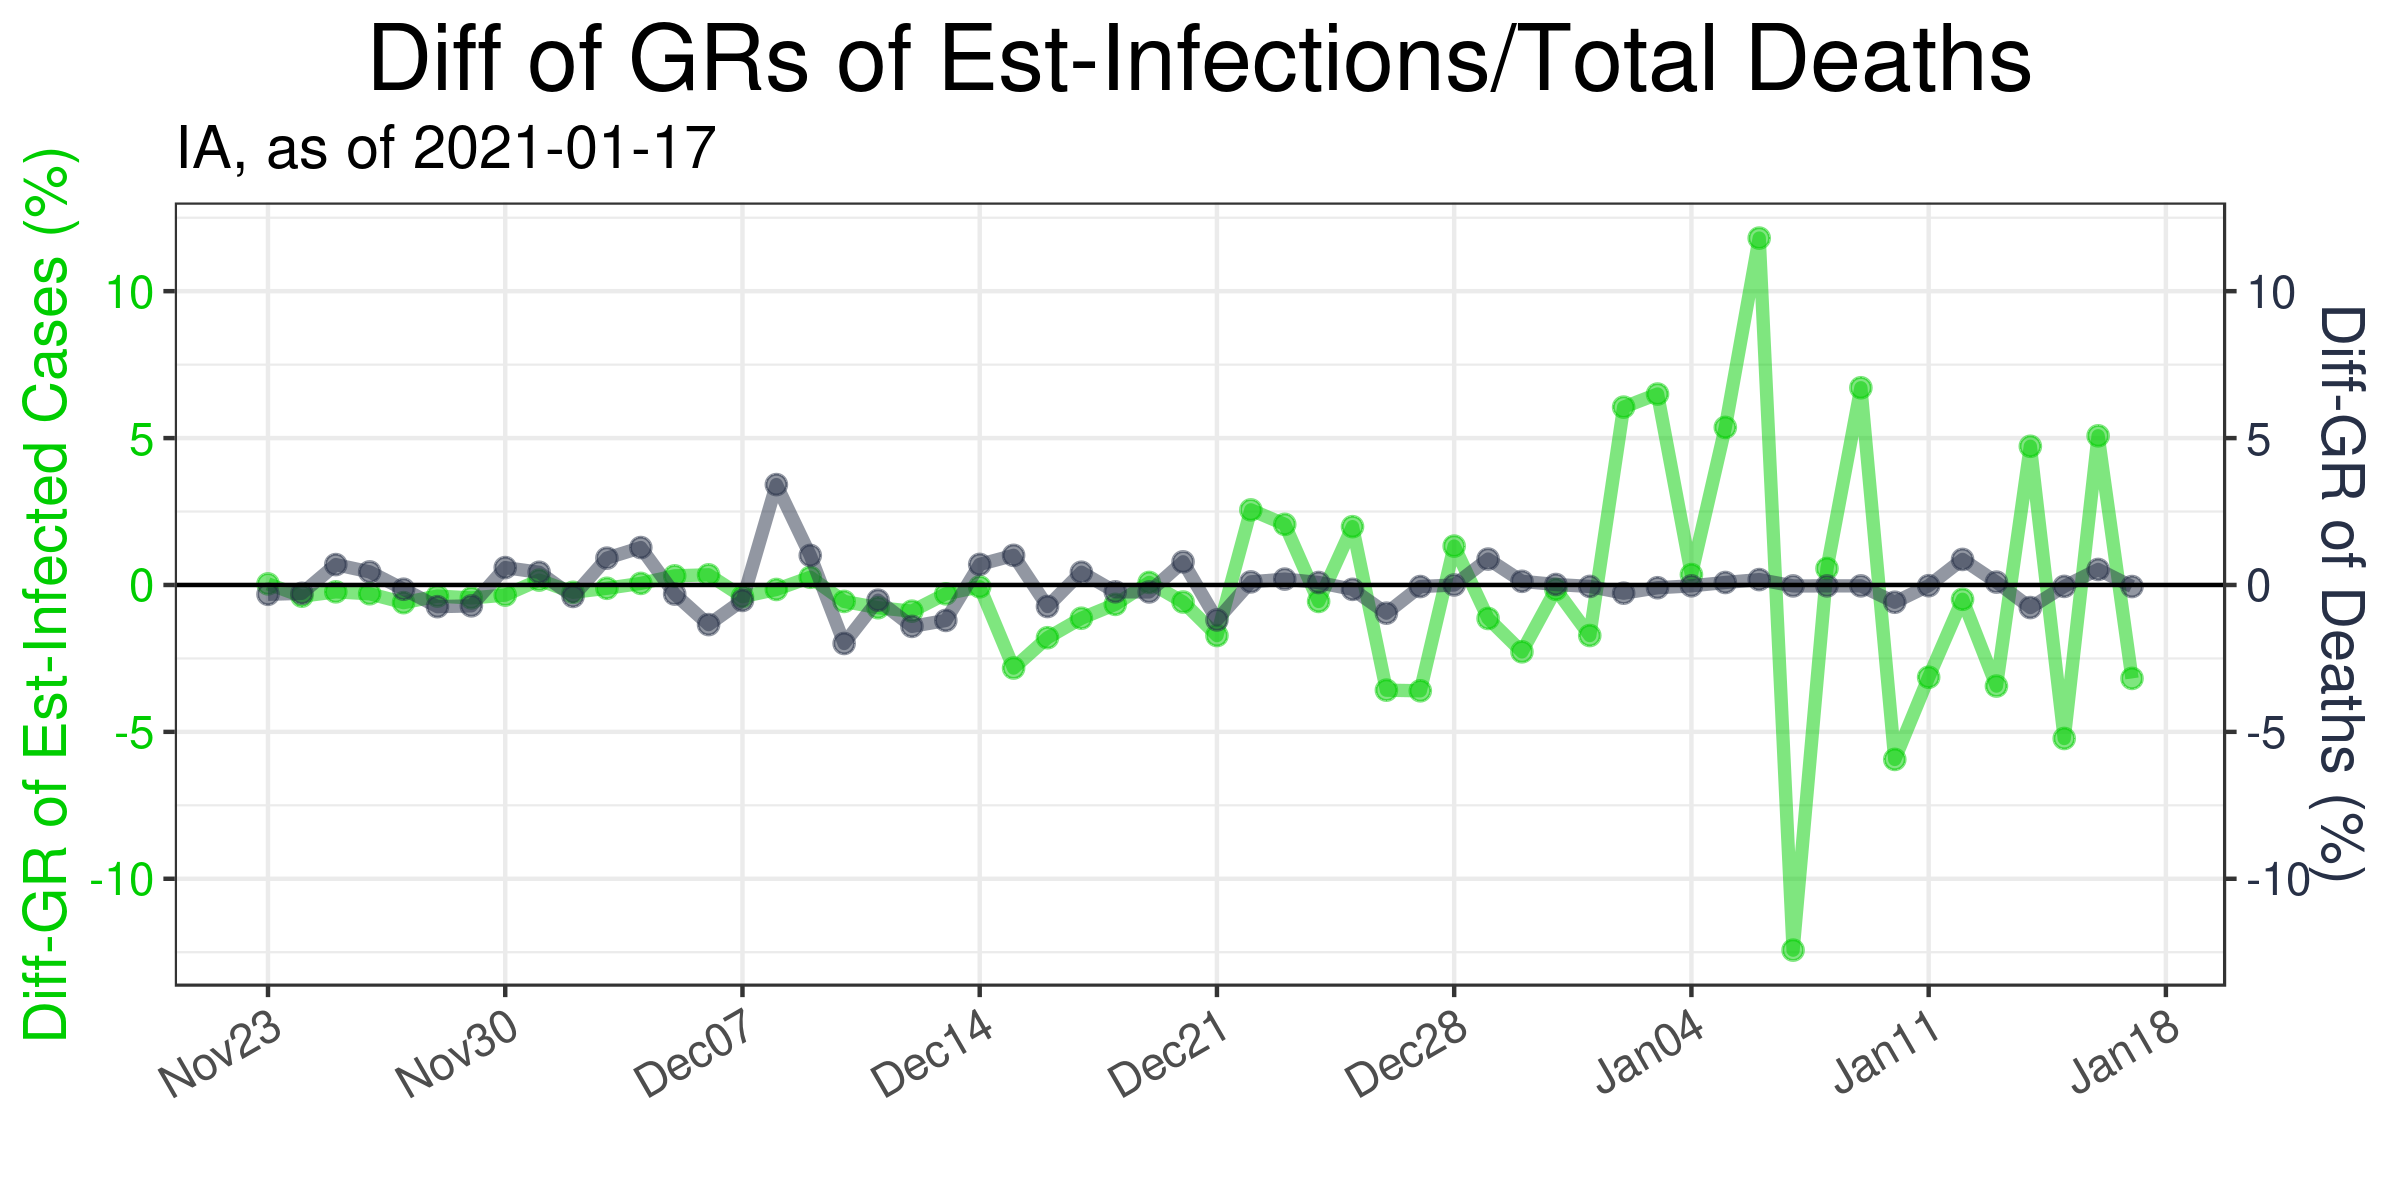 Diff of GRs of Est-Infections/Total Deaths
IA, as of 2021-01-17
Diff-GR of Est-Infected Cases (%)
10
5
0
-5
-10
10
5
0
-5
-10
Diff-GR of Deaths (%)
Nov23
Nov30
Dec07
Dec14
Dec21
Dec28
Jan04
Jan11
Jan18